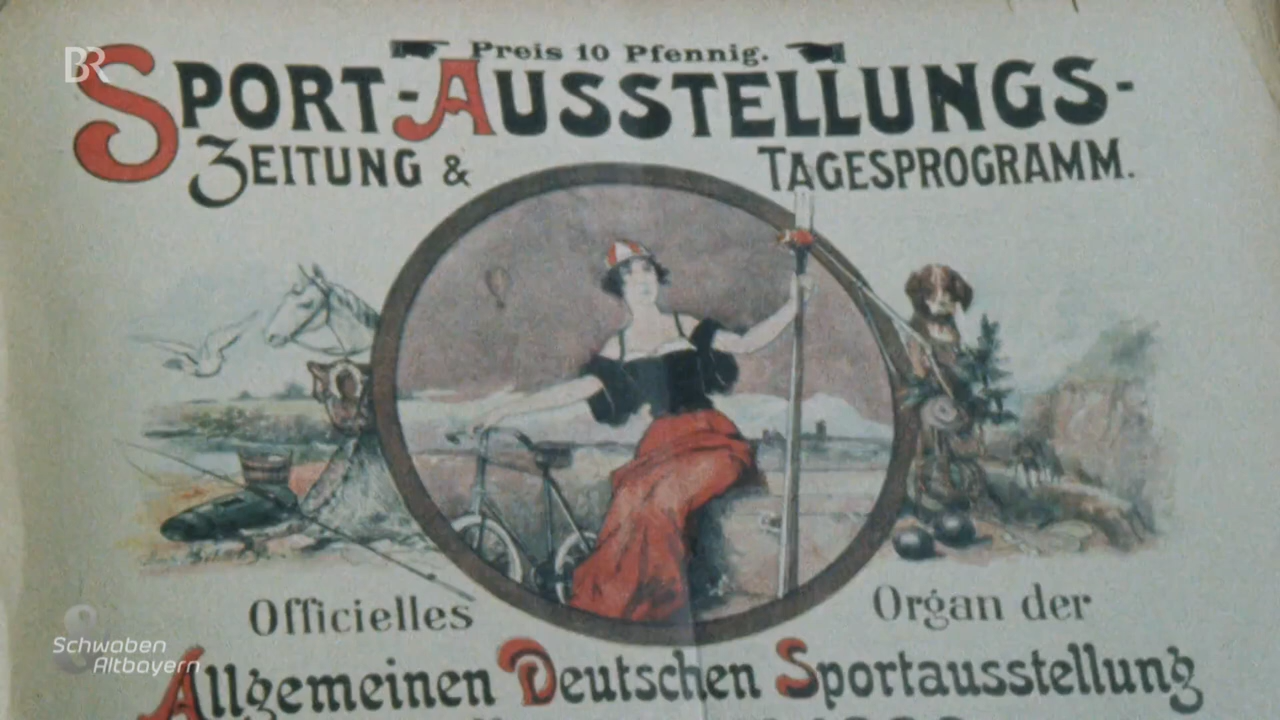 BR
Preis 10 Pfennig.
SPORT-AUSSTELLUNGS-
ZEITUNG & TAGESPROGRAMM.
Officielles Organ der
Allgemeinen Deutschen Sportausstellung
&
Schwaben
Altbayern